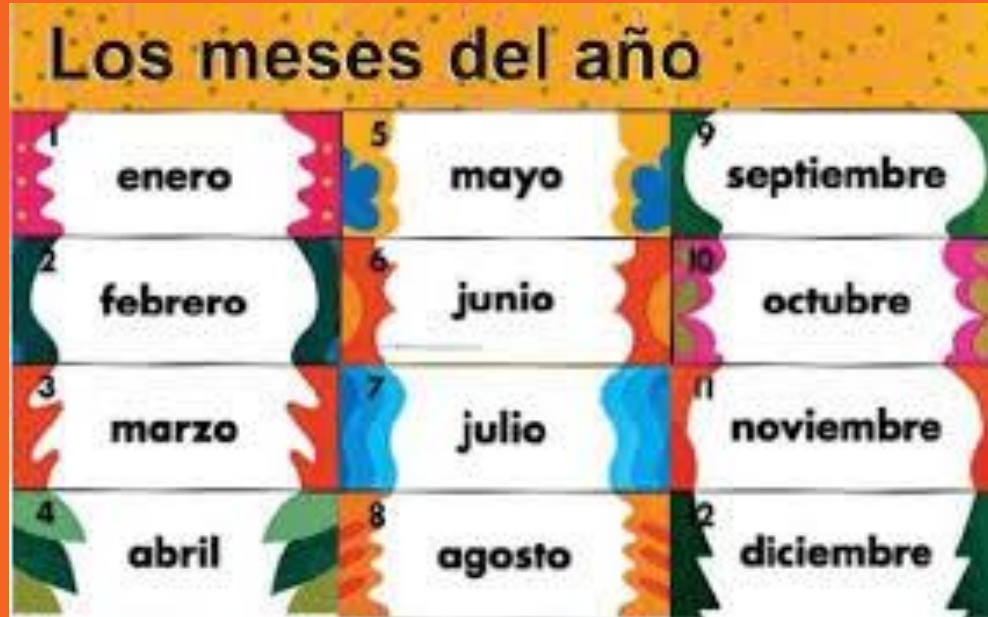 Los meses del año
1
enero
2
febrero
3
marzo
4
abril
5
mayo
6
junio
7
julio
8
agosto
9
septiembre
10
octubre
11
noviembre
12
diciembre